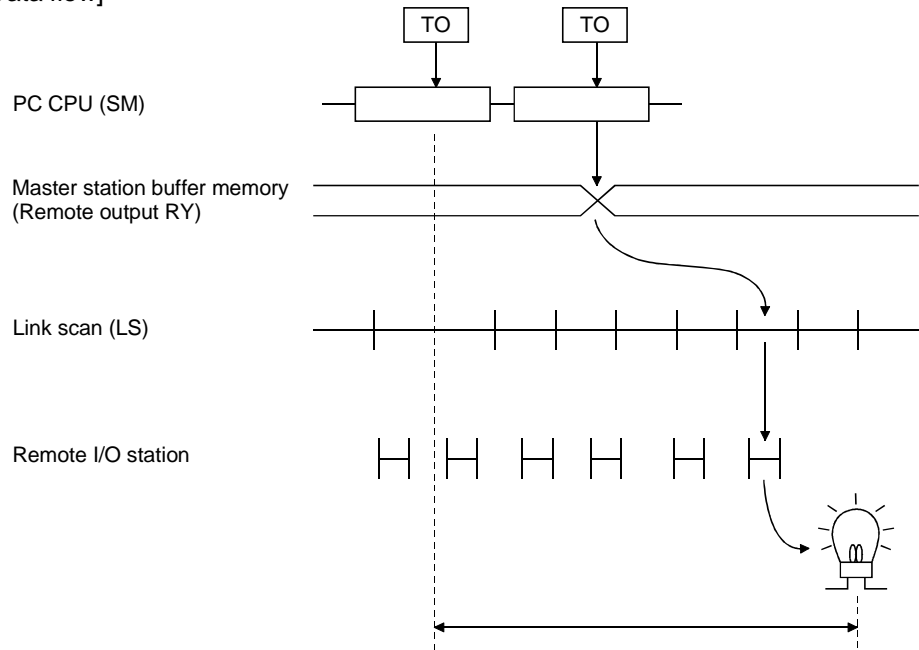 TO TO
PC CPU (SM)
Master station buffer memory
(Remote output RY)
Link scan (LS)
Remote I/O station